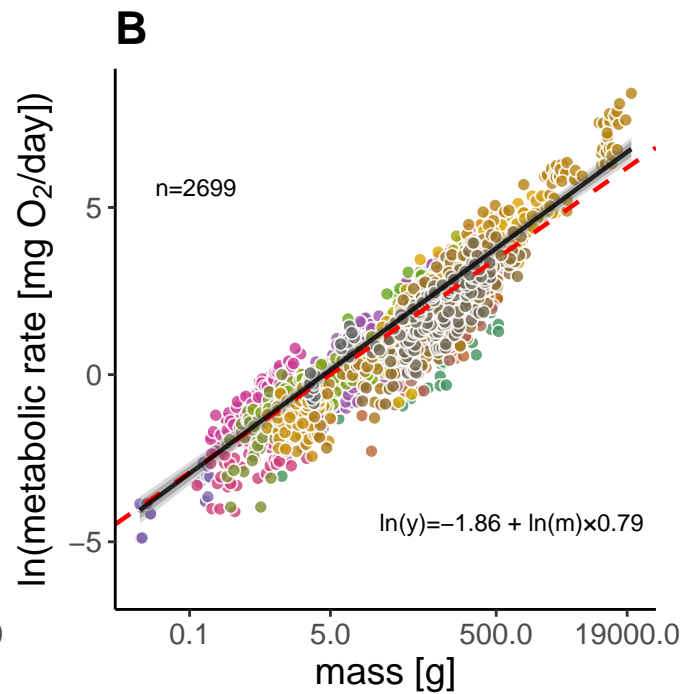 B
ln(metabolic rate [mg O₂/day])
n=2699
5
0
−5
ln(y)=−1.86 + ln(m)×0.79
0
0.1 5.0 500.0 19000.0
mass [g]